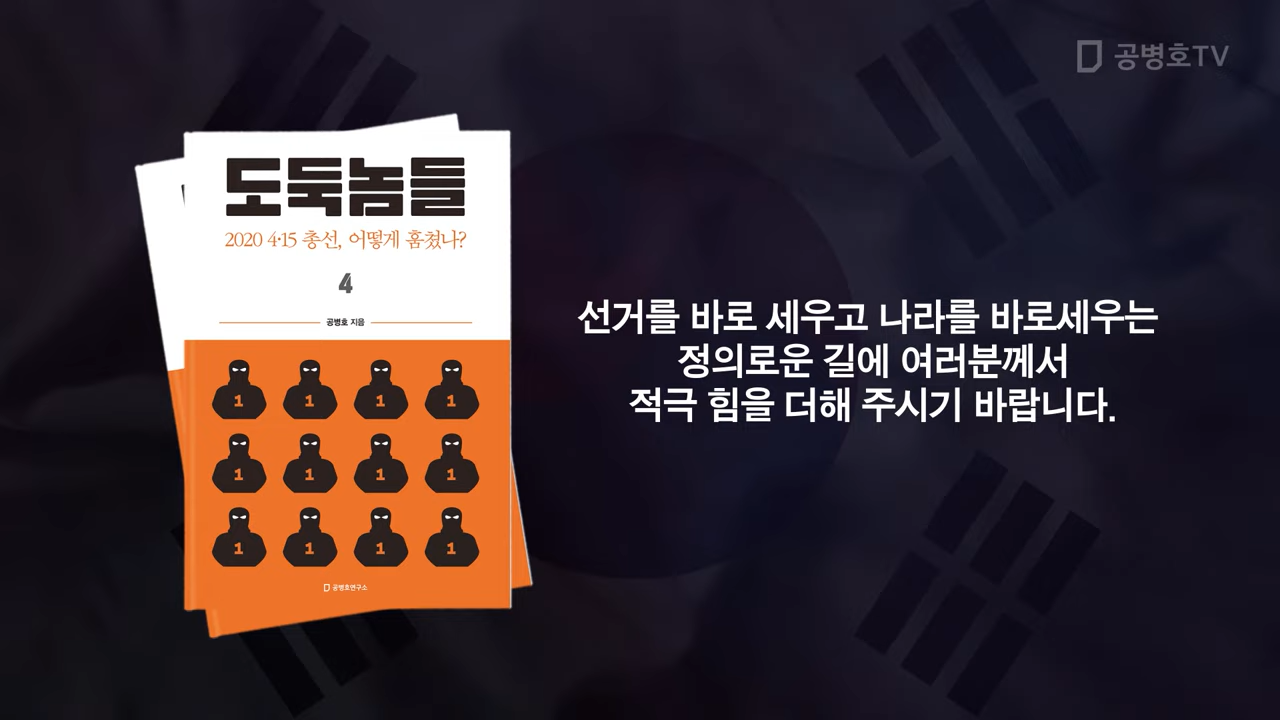 공병호TV
도둑놈들
2020 4·15 총선, 어떻게 훔쳤나?
4
공병호 지음
1 1 1 1
1 1 1 1
1 1 1 1
공병호연구소
선거를 바로 세우고 나라를 바로세우는
정의로운 길에 여러분께서
적극 힘을 더해 주시기 바랍니다.